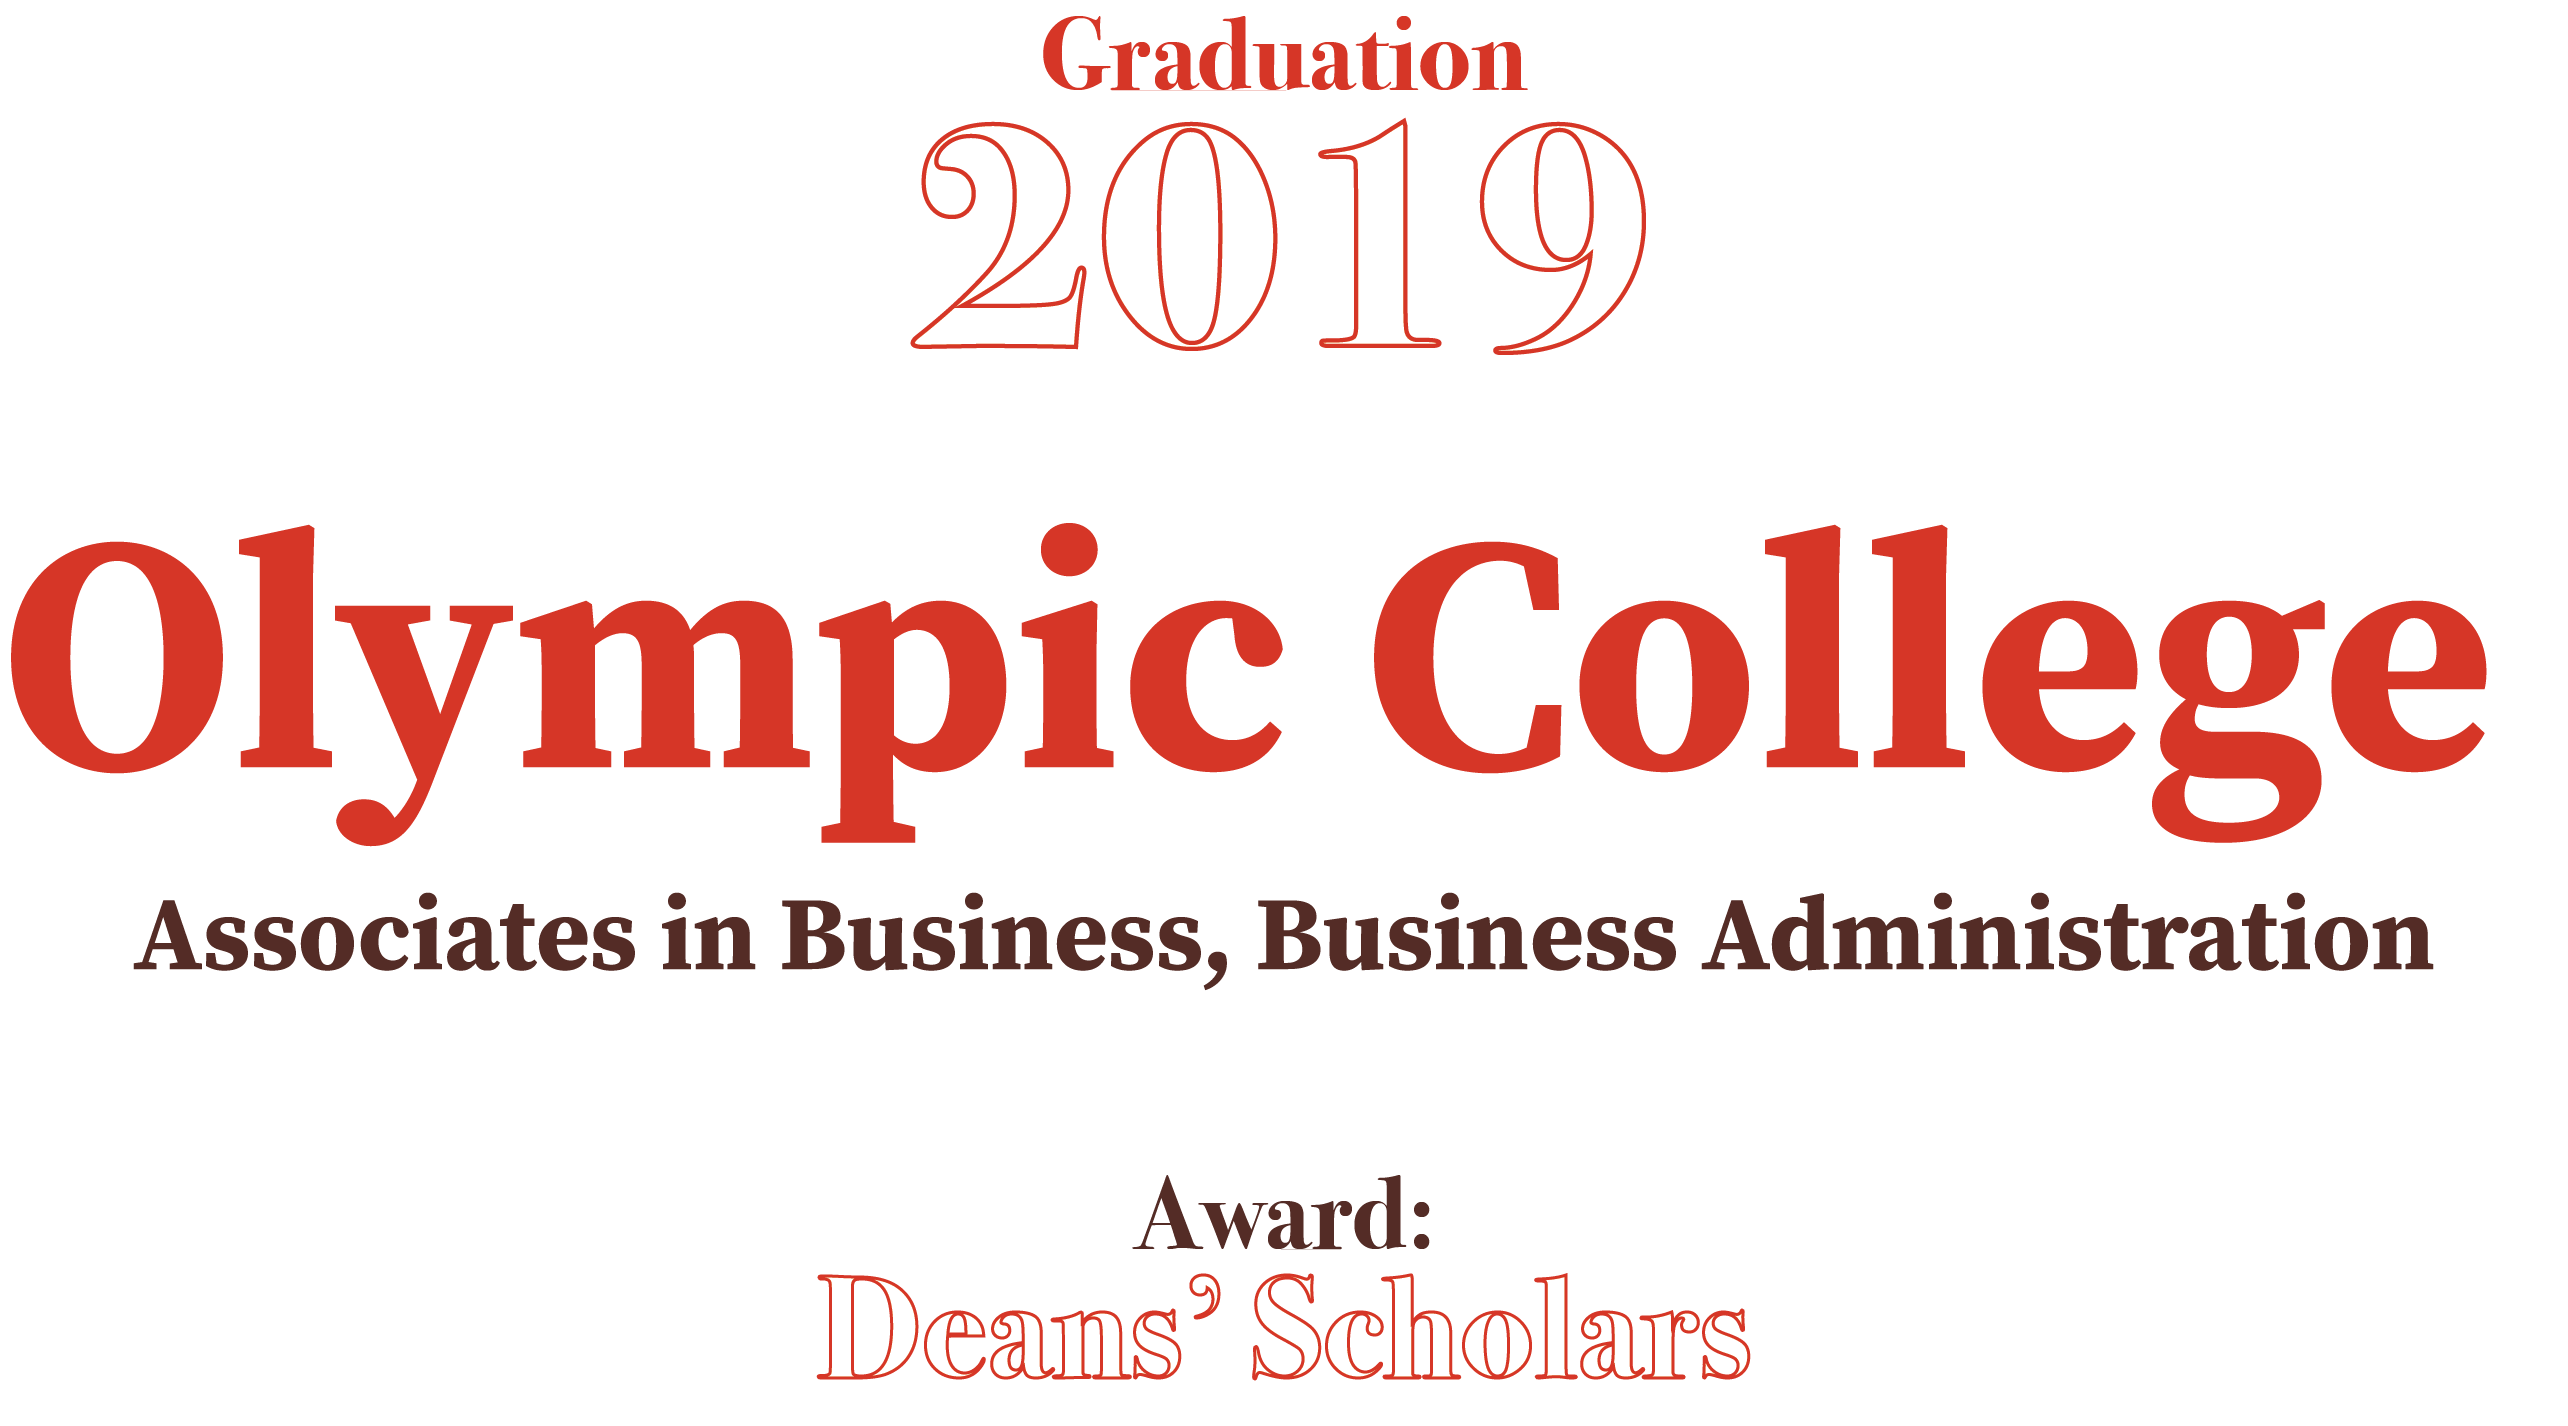 Graduation
2019
Olympic College
Associates in Business, Business Administration
Award:
Deans’ Scholars